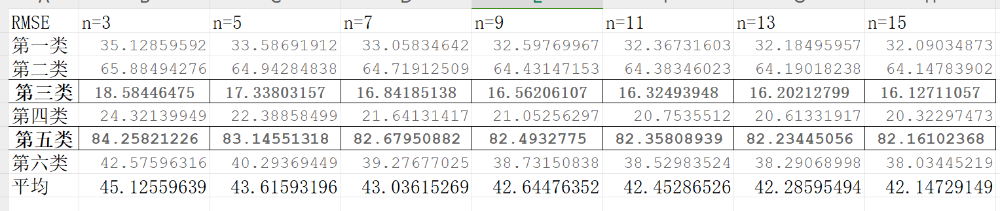 RMSE n=3 n=5 n=7 n=9 n=11 n=13 n=15
第一类 35.12859592 33.58691912 33.05834642 32.59769967 32.36731603 32.18495957 32.09034873
第二类 65.88494276 64.94284838 64.71912509 64.43147153 64.38346023 64.19018238 64.14783902
第三类 18.58446475 17.33803157 16.84185138 16.56206107 16.32493948 16.20212799 16.12711057
第四类 24.32139949 22.38858499 21.64131417 21.05256297 20.7535512 20.61331917 20.32297473
第五类 84.25821226 83.14551318 82.67950882 82.4932775 82.35808939 82.23445056 82.16102368
第六类 42.57596316 40.29369449 39.27677025 38.73150838 38.52983524 38.29068998 38.03445219
平均 45.12559639 43.61593196 43.03615269 42.64476352 42.45286526 42.28595494 42.14729149